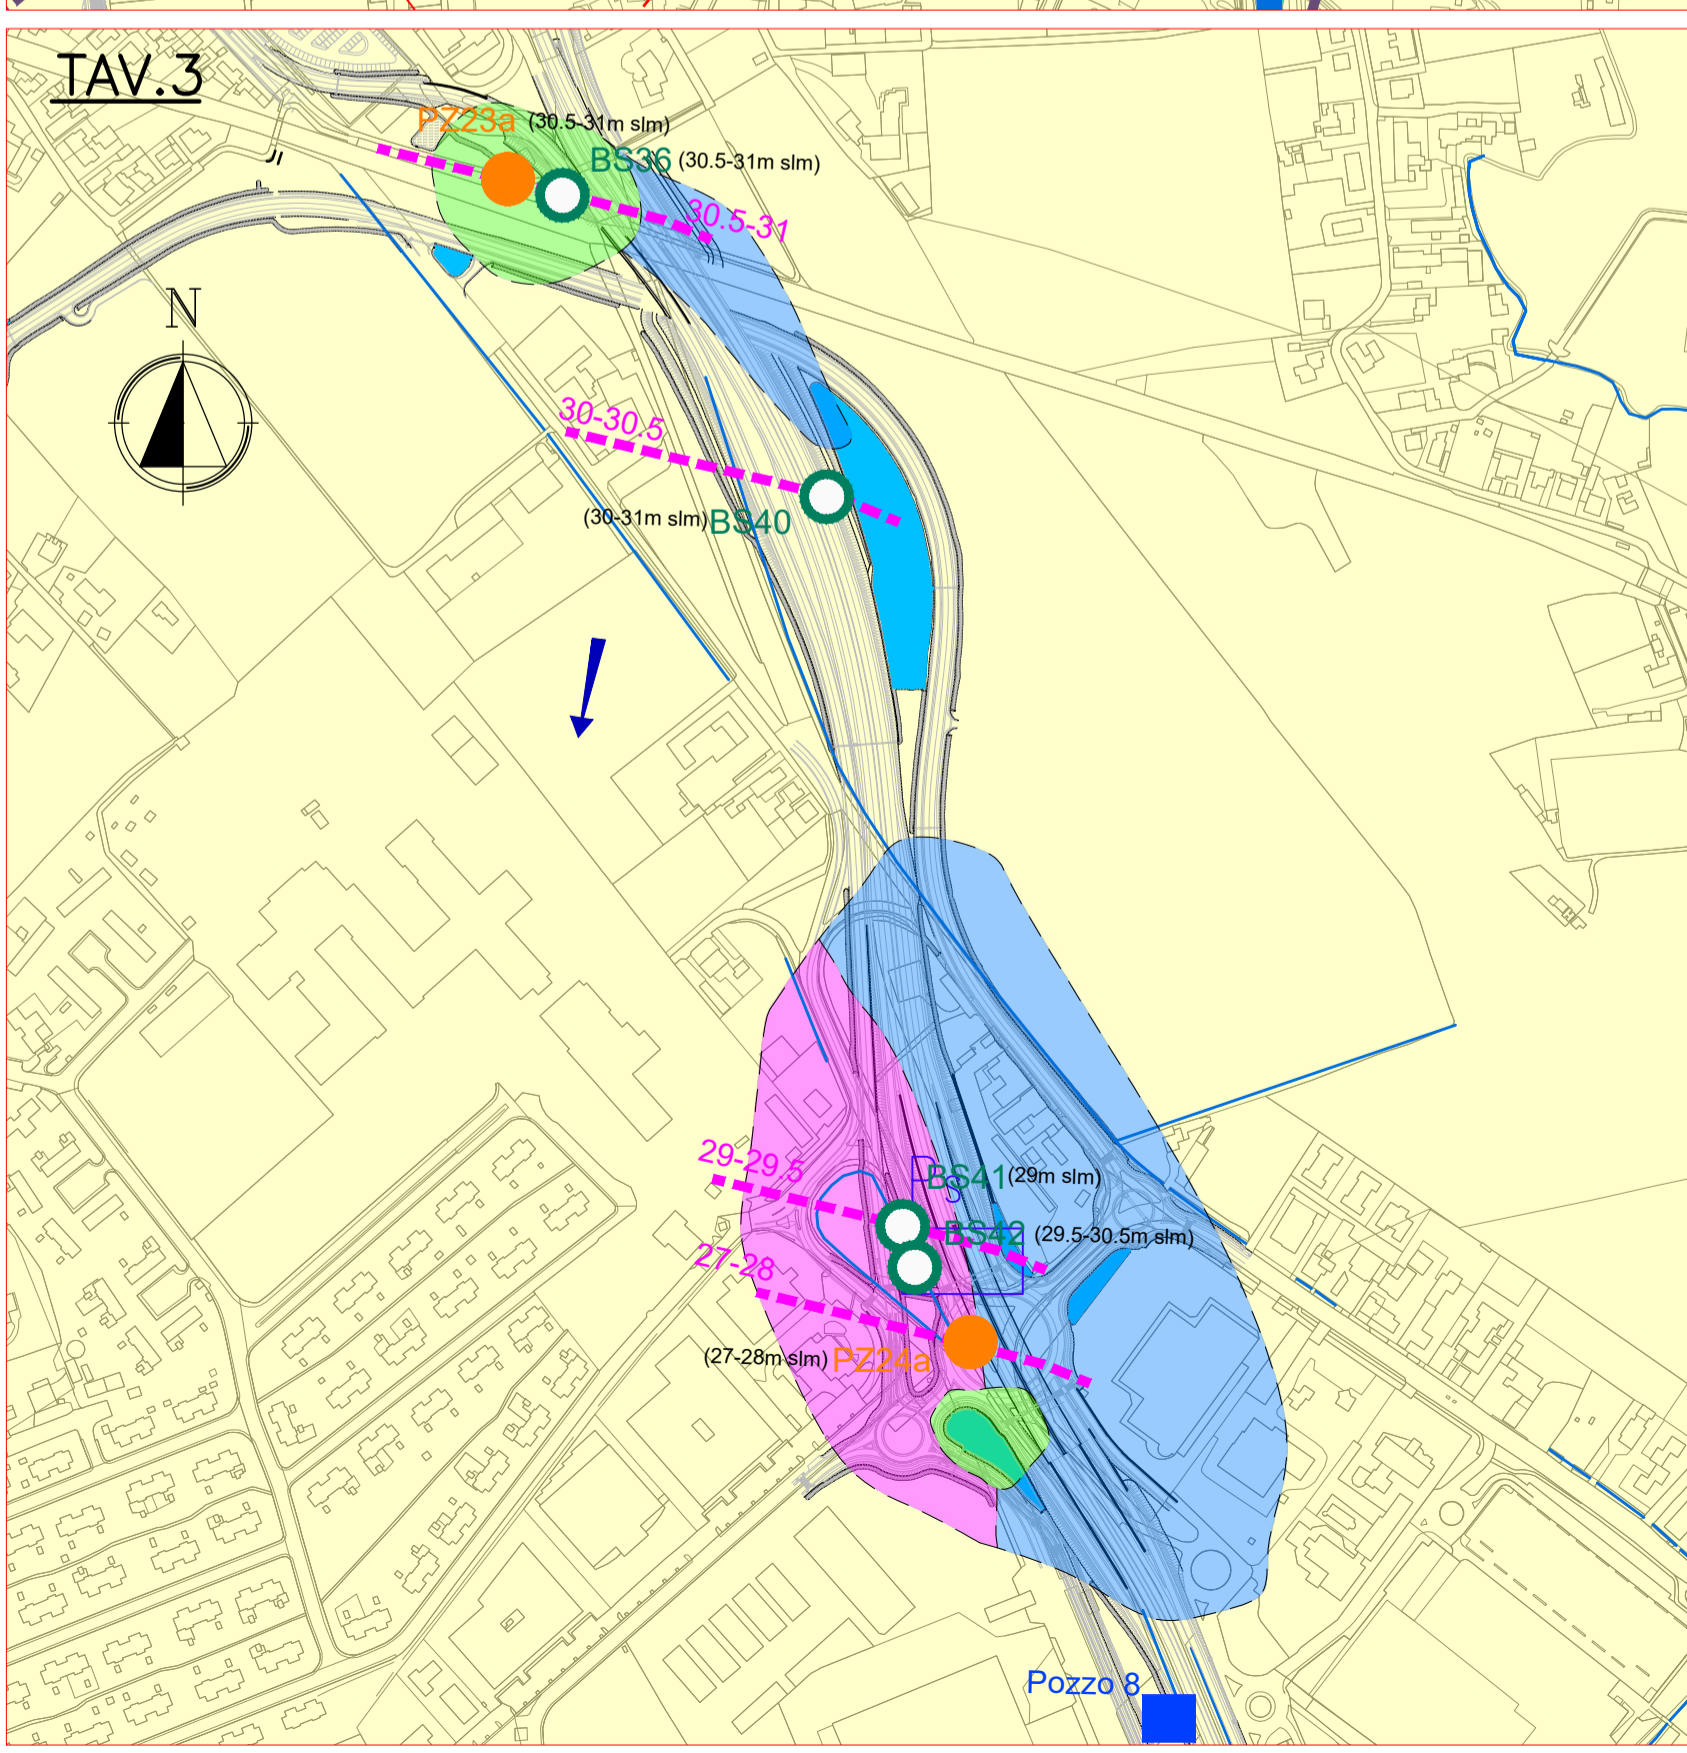 TAV.3
PZ23a (30.5-31m slm)
BS36 (30.5-31m slm)
30.5-31
N
30-30.5
(30-31m slm) BS40
29-29.5
BS41 (29m slm)
BS42 (29.5-30.5m slm)
27-28
(27-28m slm) PZ24a
Pozzo 8